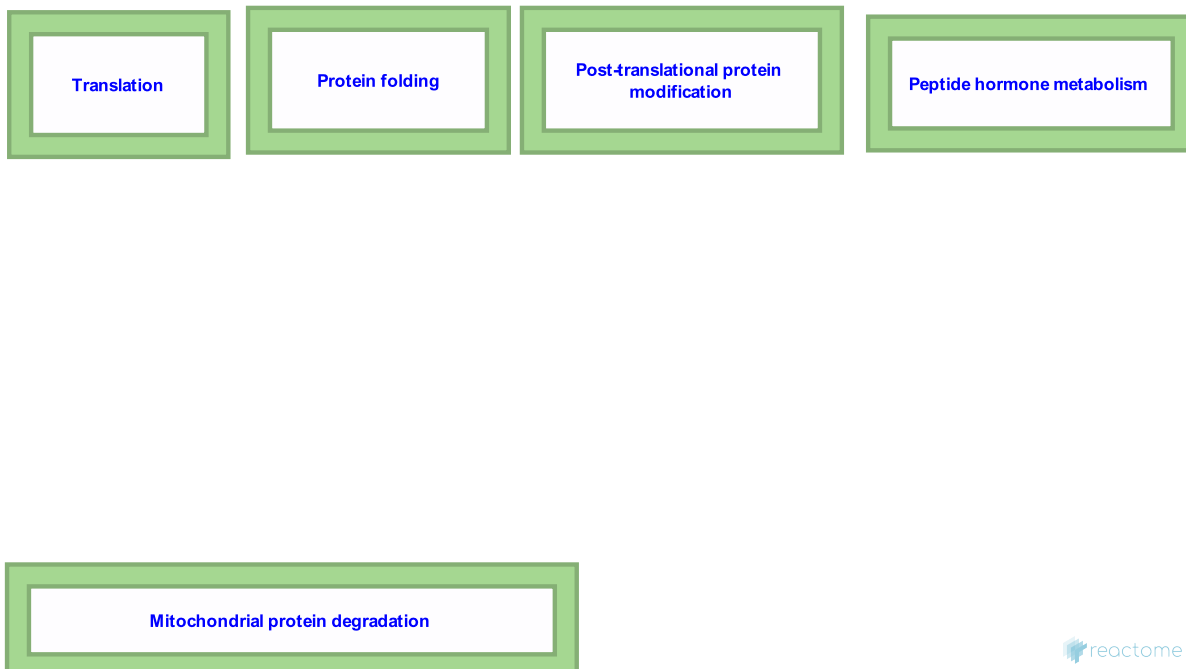 Translation
Protein folding
Post-translational protein
modification
Peptide hormone metabolism
Mitochondrial protein degradation
reactome